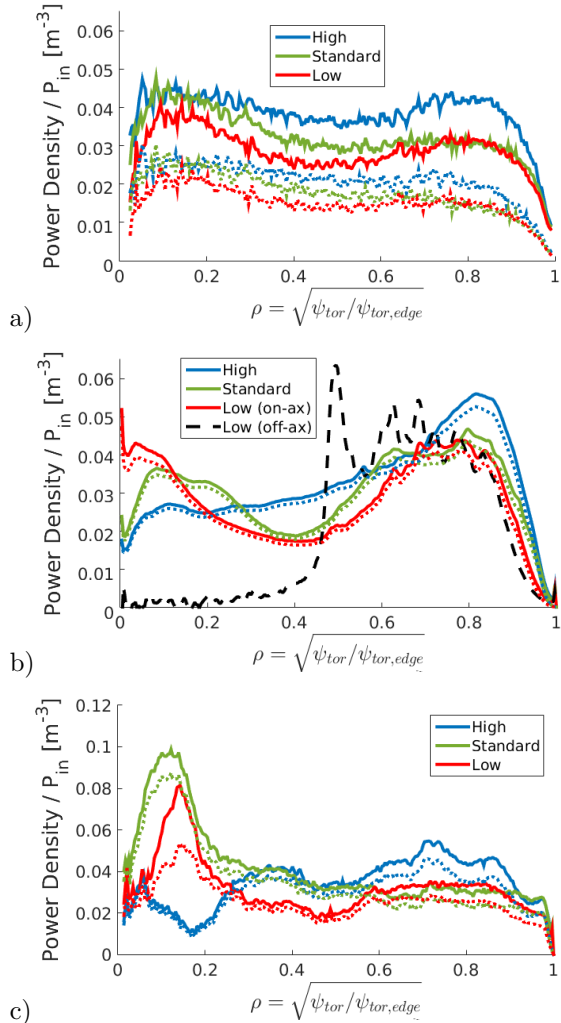 0.06
0.05
0.04
0.03
0.02
0.01
0
Power Density / P_in [m^-3]
High
Standard
Low
0 0.2 0.4 0.6 0.8 1
ρ = √ψ_tor/ψ_tor,edge
a)
0.06
0.05
0.04
0.03
0.02
0.01
0
Power Density / P_in [m^-3]
High
Standard
Low (on-ax)
Low (off-ax)
0 0.2 0.4 0.6 0.8 1
ρ = √ψ_tor/ψ_tor,edge
b)
0.12
0.1
0.08
0.06
0.04
0.02
0
Power Density / P_in [m^-3]
High
Standard
Low
0 0.2 0.4 0.6 0.8 1
ρ = √ψ_tor/ψ_tor,edge
c)